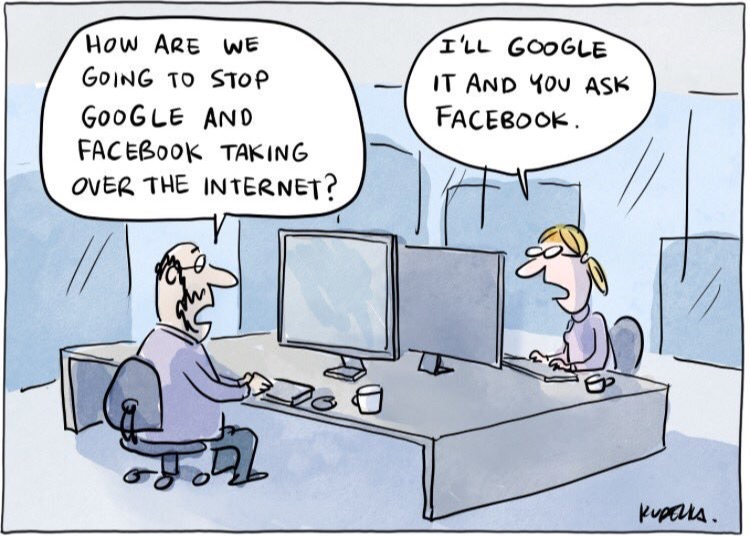 HOW ARE WE
GOING TO STOP
GOOGLE AND
FACEBOOK TAKING
OVER THE INTERNET?
I'LL GOOGLE
IT AND YOU ASK
FACEBOOK.
KUDELKA.